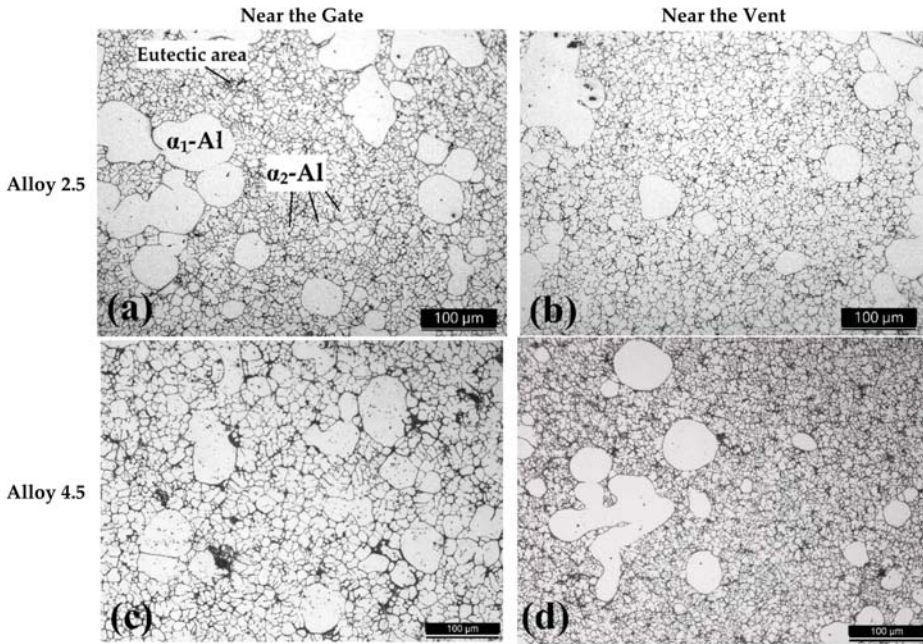 Near the Gate
Near the Vent
Eutectic area
α₁-Al
α₂-Al
Alloy 2.5
(a)
100 µm
(b)
100 µm
Alloy 4.5
(c)
100 µm
(d)
100 µm